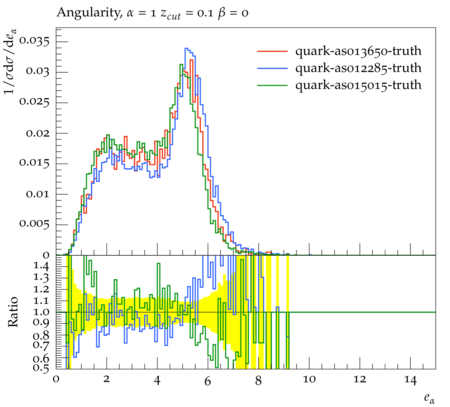 Angularity, α = 1 z_cut = 0.1 β = 0
1/σdσ/de_α
0.035
0.03
0.025
0.02
0.015
0.01
0.005
0
quark-as013650-truth
quark-as012285-truth
quark-as015015-truth
Ratio
1.4
1.3
1.2
1.1
1.0
0.9
0.8
0.7
0.6
0.5
0 2 4 6 8 10 12 14
e_α